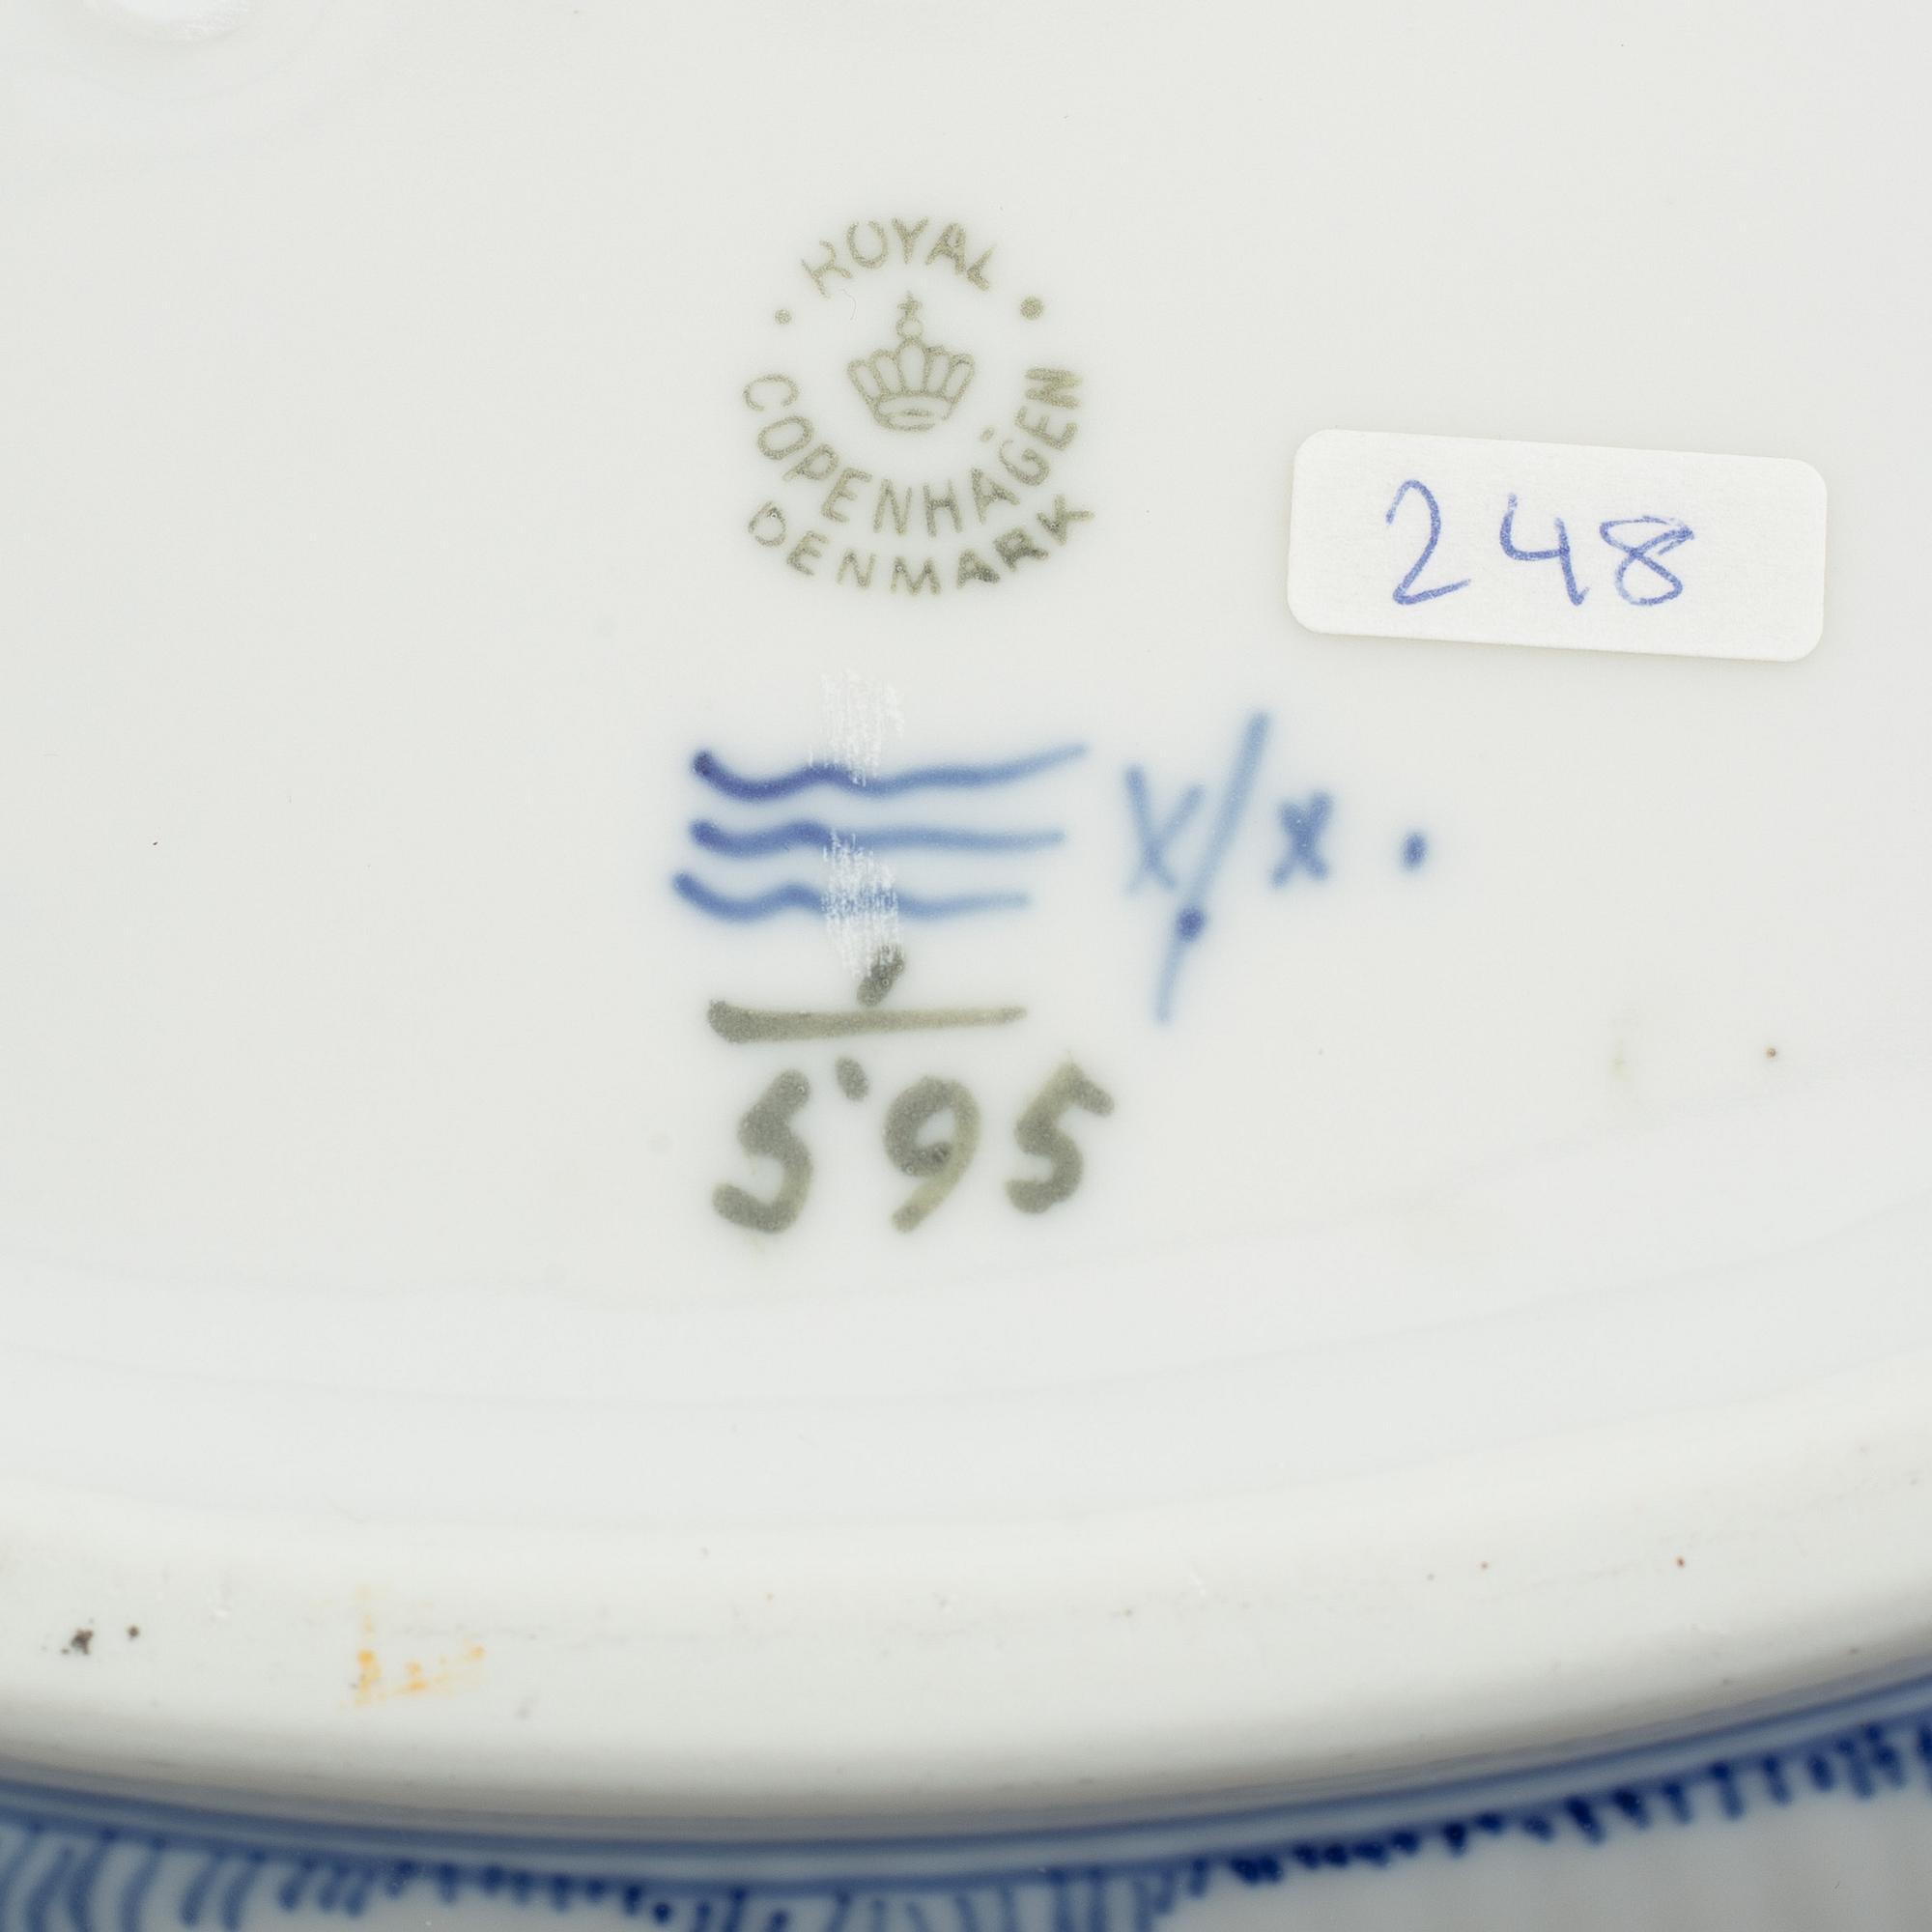 ROYAL
COPENHAGEN
DENMARK
248
X/x.
1
595